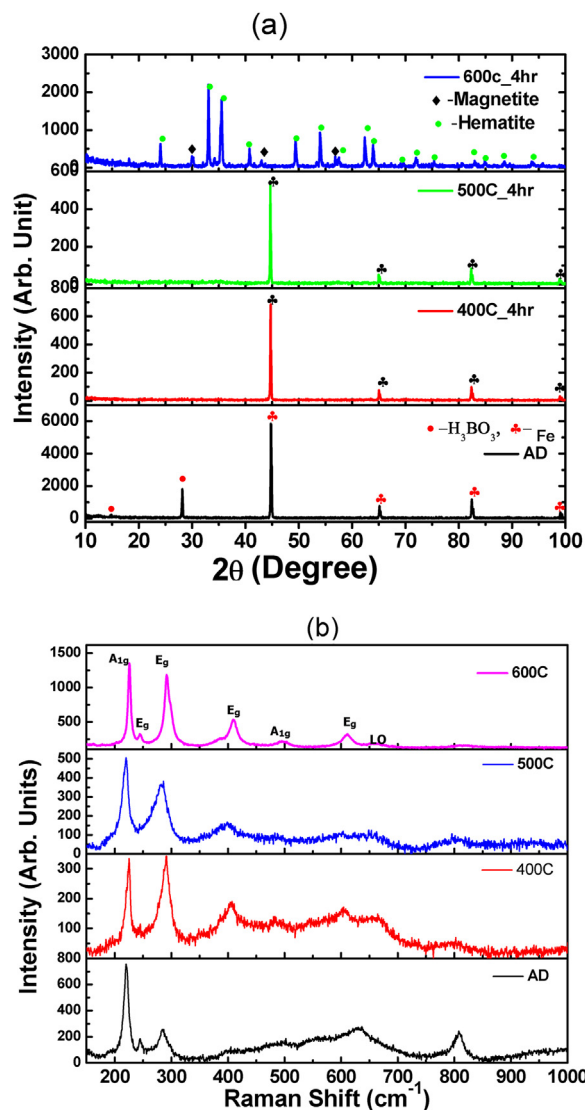 (a)
3000
2000
1000
0
600c_4hr
♦-Magnetite
●-Hematite
600
400
200
0
500C_4hr
800
600
400
200
0
400C_4hr
6000
4000
2000
0
●–H₃BO₃, ♣– Fe
AD
10 20 30 40 50 60 70 80 90 100
2θ (Degree)
Intensity (Arb. Unit)
(b)
1500
1000
500
A1g
Eg
Eg
Eg
A1g
Eg
LO
600C
500
400
300
200
100
0
500C
300
200
100
400C
800
600
400
200
0
AD
200 300 400 500 600 700 800 900 1000
Raman Shift (cm⁻¹)
Intensity (Arb. Units)